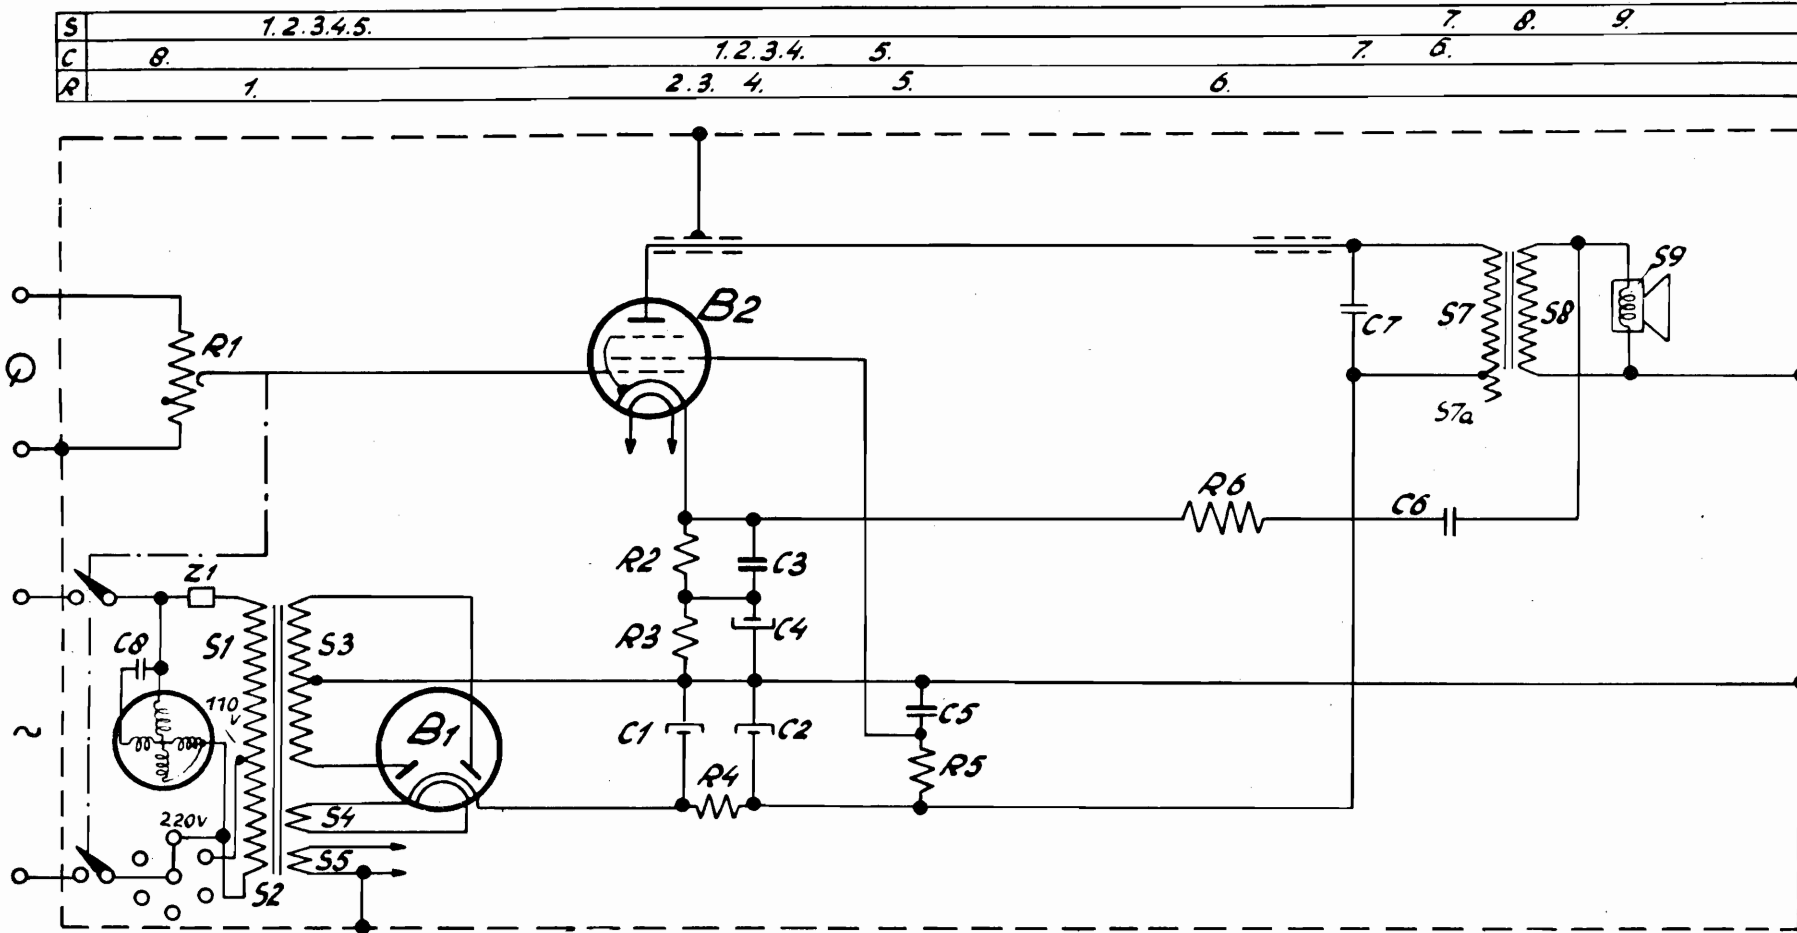 S 1.2.3.4.5. 7. 8. 9.
C 8. 1.2.3.4. 5. 7. 6.
R 1. 2.3. 4. 5. 6.
B2
S9
R1
C7 S7 S8
S7a
R6
C6
R2 C3
Z1
C8 S1 S3 R3 C4
110 V
B1 C1 C2 C5
R4 R5
220V
S4
S5
S2
~